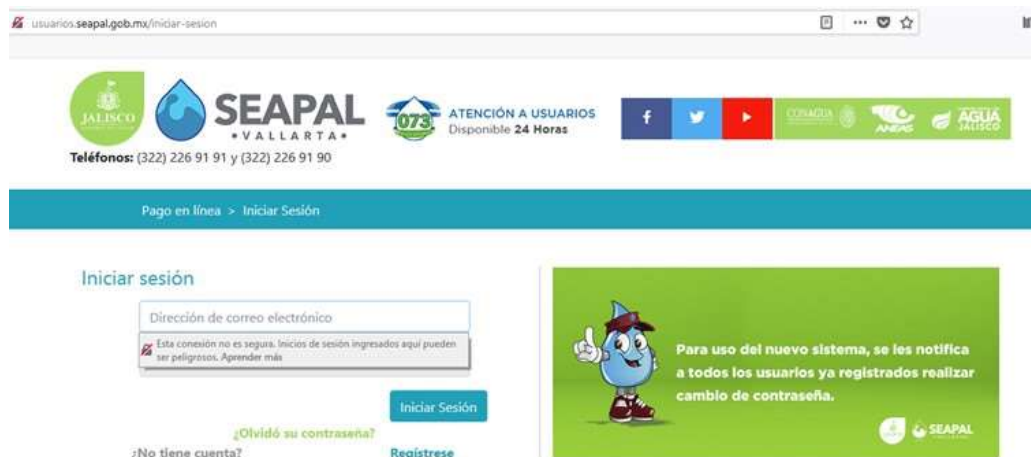 usuarios.seapal.gob.mx/iniciar-sesion
JALISCO
SEAPAL
•VALLARTA•
073
ATENCIÓN A USUARIOS
Disponible 24 Horas
CONAGUA
ANEAS
AGUA
JALISCO
Teléfonos: (322) 226 91 91 y (322) 226 91 90
Pago en línea > Iniciar Sesión
Iniciar sesión
Dirección de correo electrónico
Esta conexión no es segura. Inicios de sesión ingresados aquí pueden
ser peligrosos. Aprender más
Iniciar Sesión
¿Olvidó su contraseña?
¿No tiene cuenta? Regístrese
Para uso del nuevo sistema, se les notifica
a todos los usuarios ya registrados realizar
cambio de contraseña.
SEAPAL